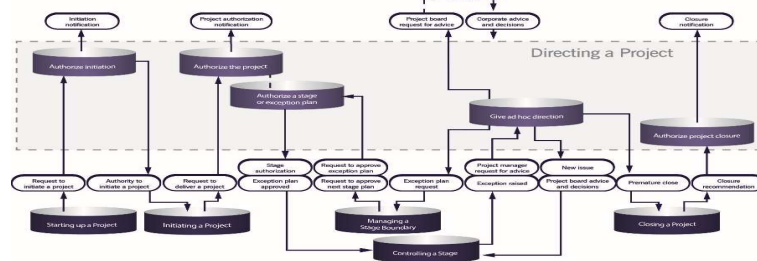 Initiation
notification
Project authorization
notification
Project board
request for advice
Corporate advice
and decisions
Closure
notification
Directing a Project
Authorize initiation
Authorize the project
Authorize a stage
or exception plan
Give ad hoc direction
Authorize project closure
Request to
initiate a project
Authority to
initiate a project
Request to
deliver a project
Stage
authorization
Exception plan
approved
Request to approve
exception plan
Request to approve
next stage plan
Exception plan
request
Project manager
request for advice
Exception raised
New issue
Project board advice
and decisions
Premature close
Closure
recommendation
Starting up a Project
Initiating a Project
Managing a
Stage Boundary
Controlling a Stage
Closing a Project